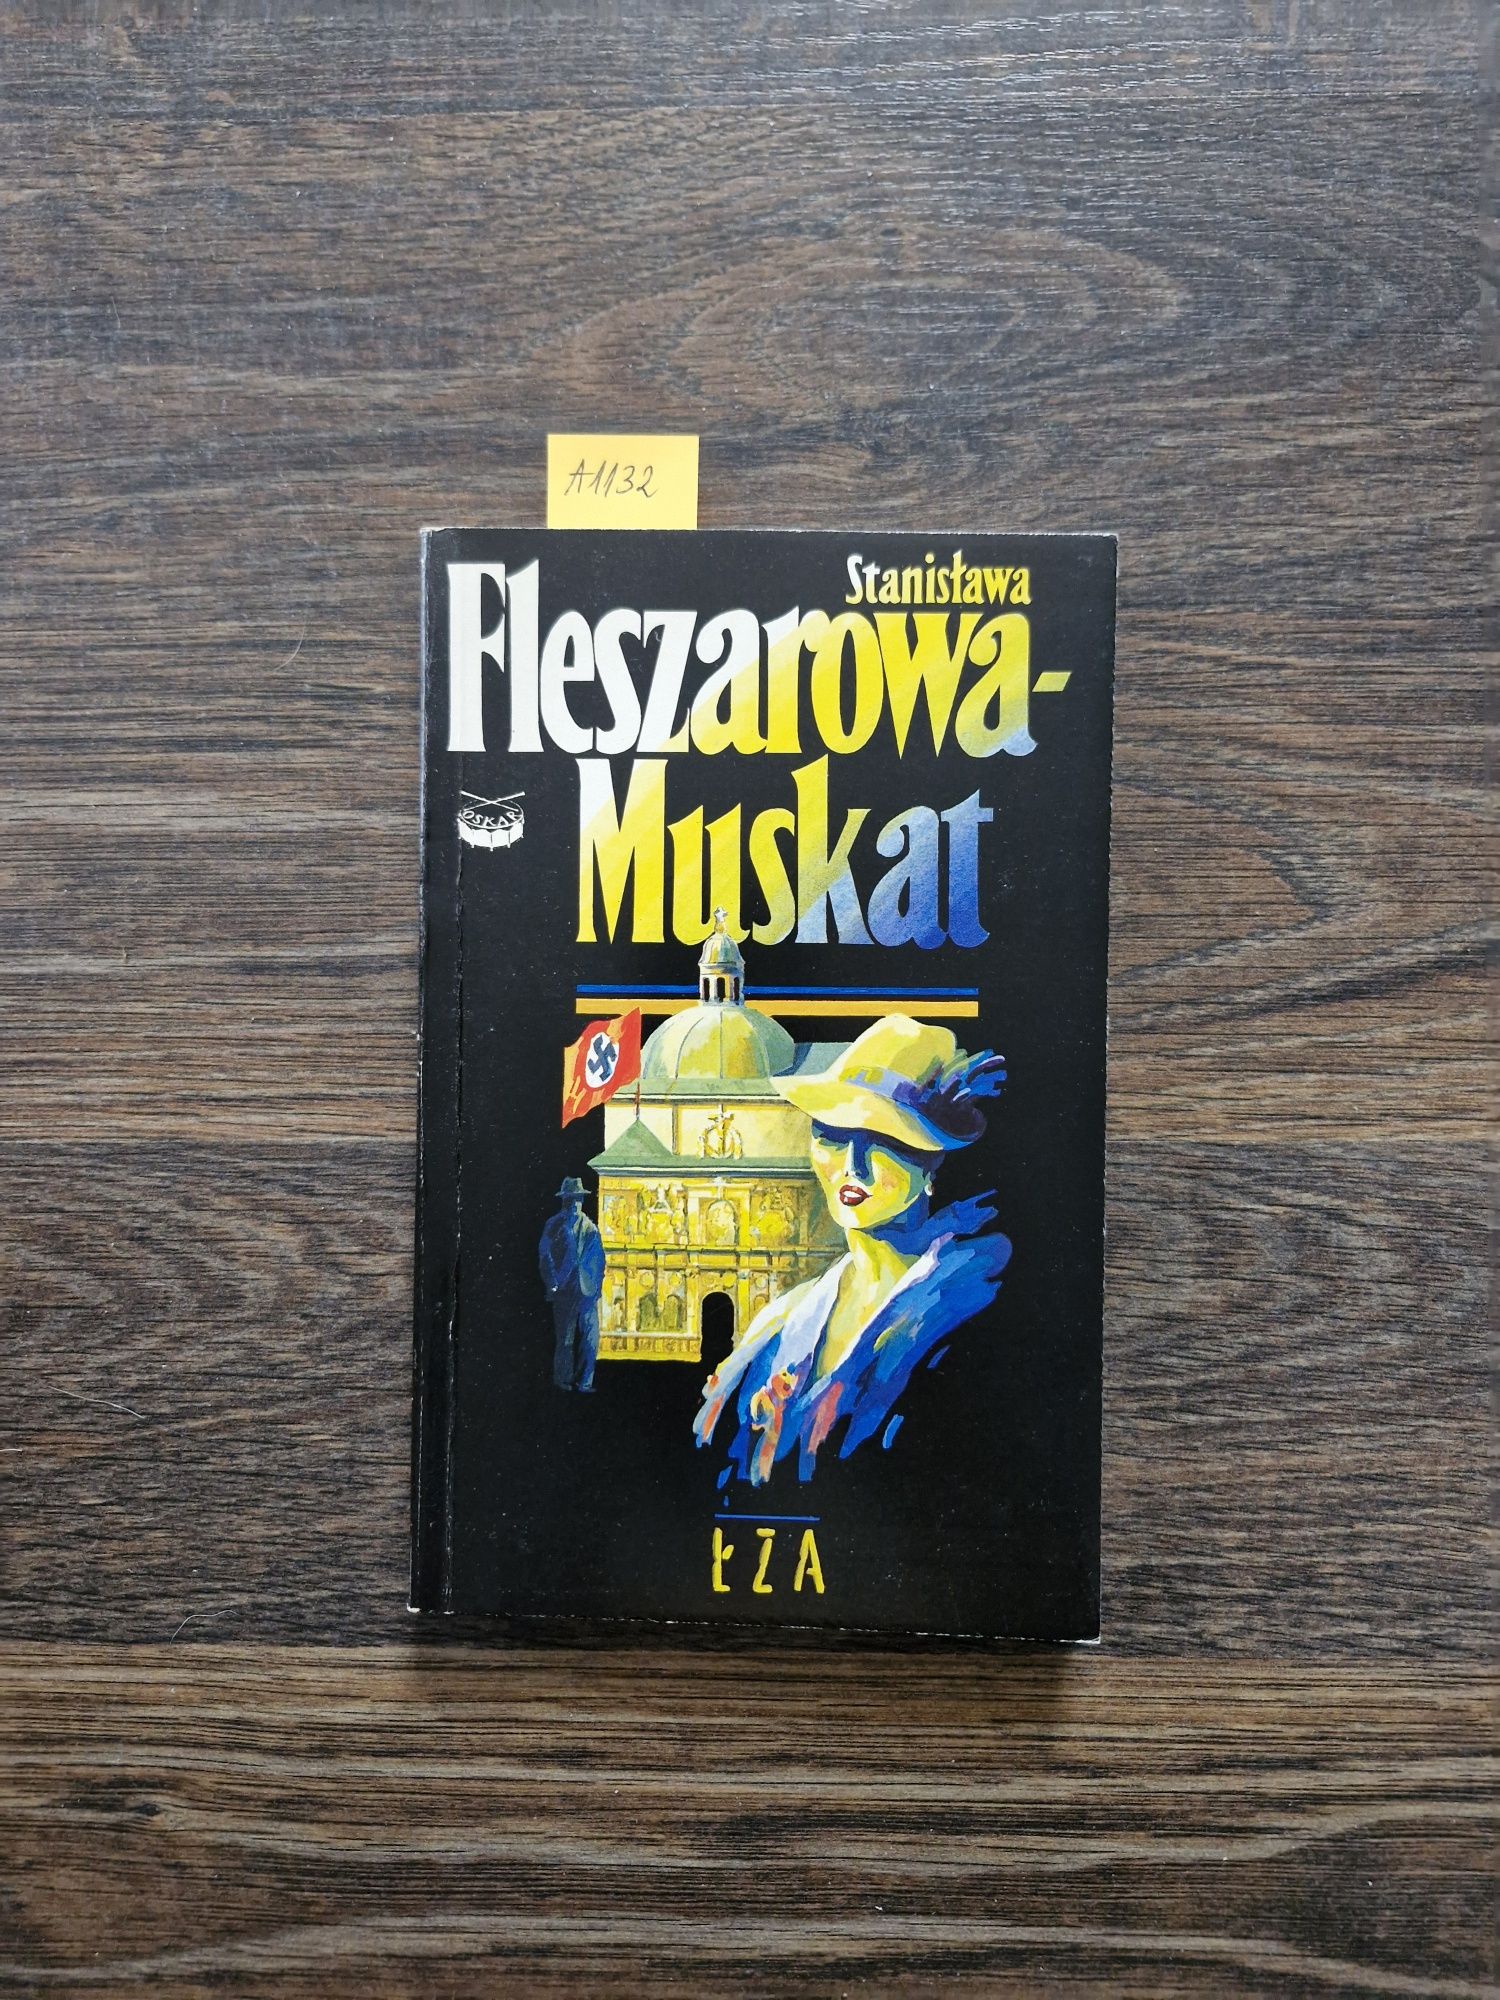 A1132
Stanisława
Fleszarowa-
Muskat
OSKAR
ŁZA